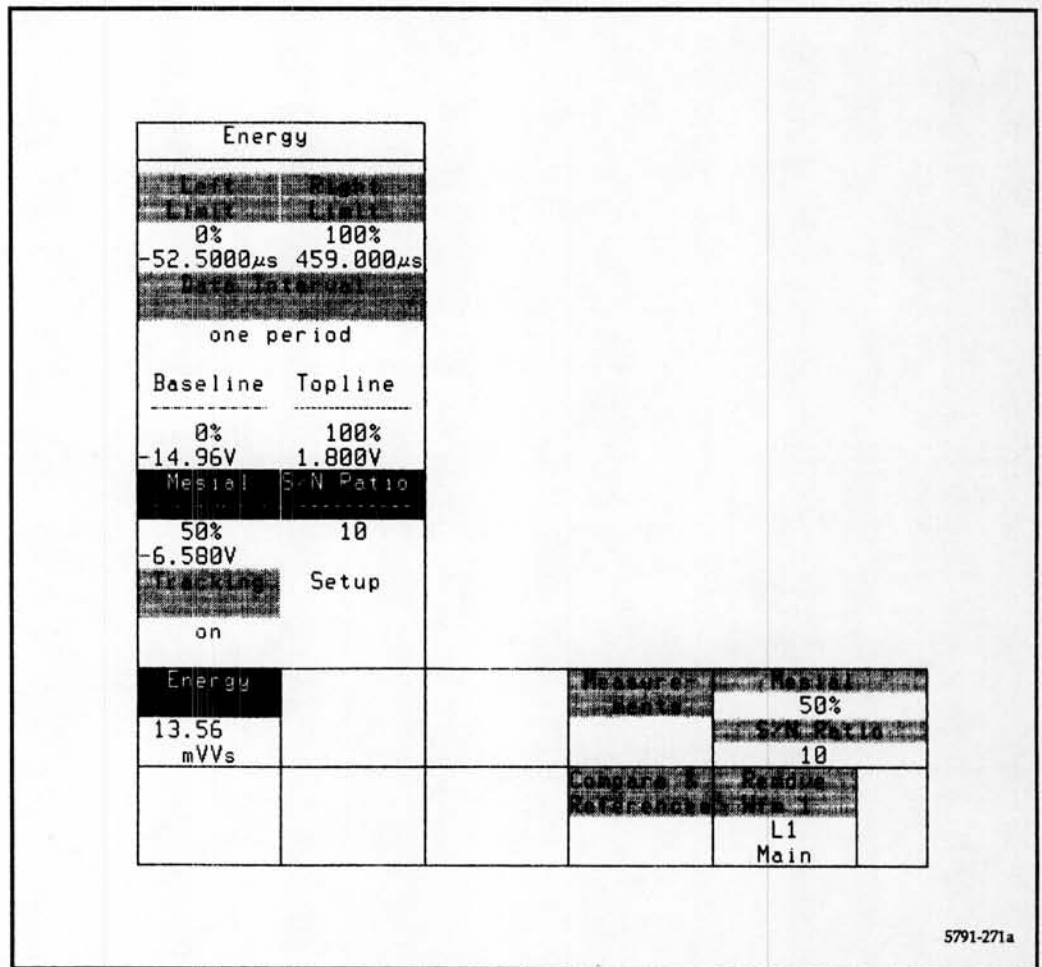 Energy
Left Right
Limit Limit
0% 100%
-52.5000µs 459.000µs
Data Interval
one period
Baseline Topline
0% 100%
-14.96V 1.800V
Mesial S/N Ratio
50% 10
-6.580V
Tracking Setup
on
Energy
13.56
mVVs
Measure-
ments
Mesial
50%
S/N Ratio
10
Compare &
References
Remove
Wfm 1
L1
Main
5791-271a